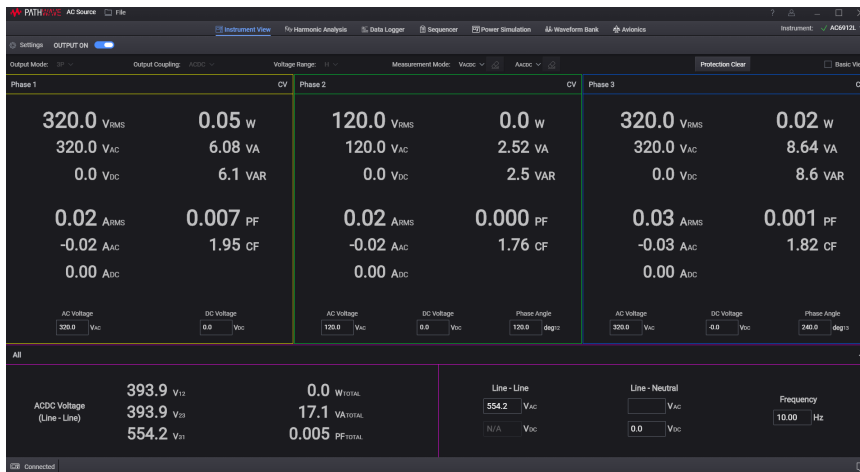 PATHWAVE AC Source File ?
Instrument View Harmonic Analysis Data Logger Sequencer Power Simulation Waveform Bank Avionics Instrument: ✓ AC6912L
Settings OUTPUT ON
Output Mode: 3P Output Coupling: ACDC Voltage Range: H Measurement Mode: VACDC AACDC Protection Clear Basic Vie
Phase 1 CV Phase 2 CV Phase 3 C
320.0 VRMS 0.05 W 120.0 VRMS 0.0 W 320.0 VRMS 0.02 W
320.0 VAC 6.08 VA 120.0 VAC 2.52 VA 320.0 VAC 8.64 VA
0.0 VDC 6.1 VAR 0.0 VDC 2.5 VAR 0.0 VDC 8.6 VAR
0.02 ARMS 0.007 PF 0.02 ARMS 0.000 PF 0.03 ARMS 0.001 PF
-0.02 AAC 1.95 CF -0.02 AAC 1.76 CF -0.03 AAC 1.82 CF
0.00 ADC 0.00 ADC 0.00 ADC
AC Voltage DC Voltage AC Voltage DC Voltage Phase Angle AC Voltage DC Voltage Phase Angle
320.0 VAC 0.0 VDC 120.0 VAC 0.0 VDC 120.0 deg12 320.0 VAC -0.0 VDC 240.0 deg13
All
ACDC Voltage
(Line - Line)
393.9 V12 0.0 WTOTAL
393.9 V23 17.1 VATOTAL
554.2 V31 0.005 PFTOTAL
Line - Line Line - Neutral
554.2 VAC VAC
N/A VDC 0.0 VDC
Frequency
10.00 Hz
Connected